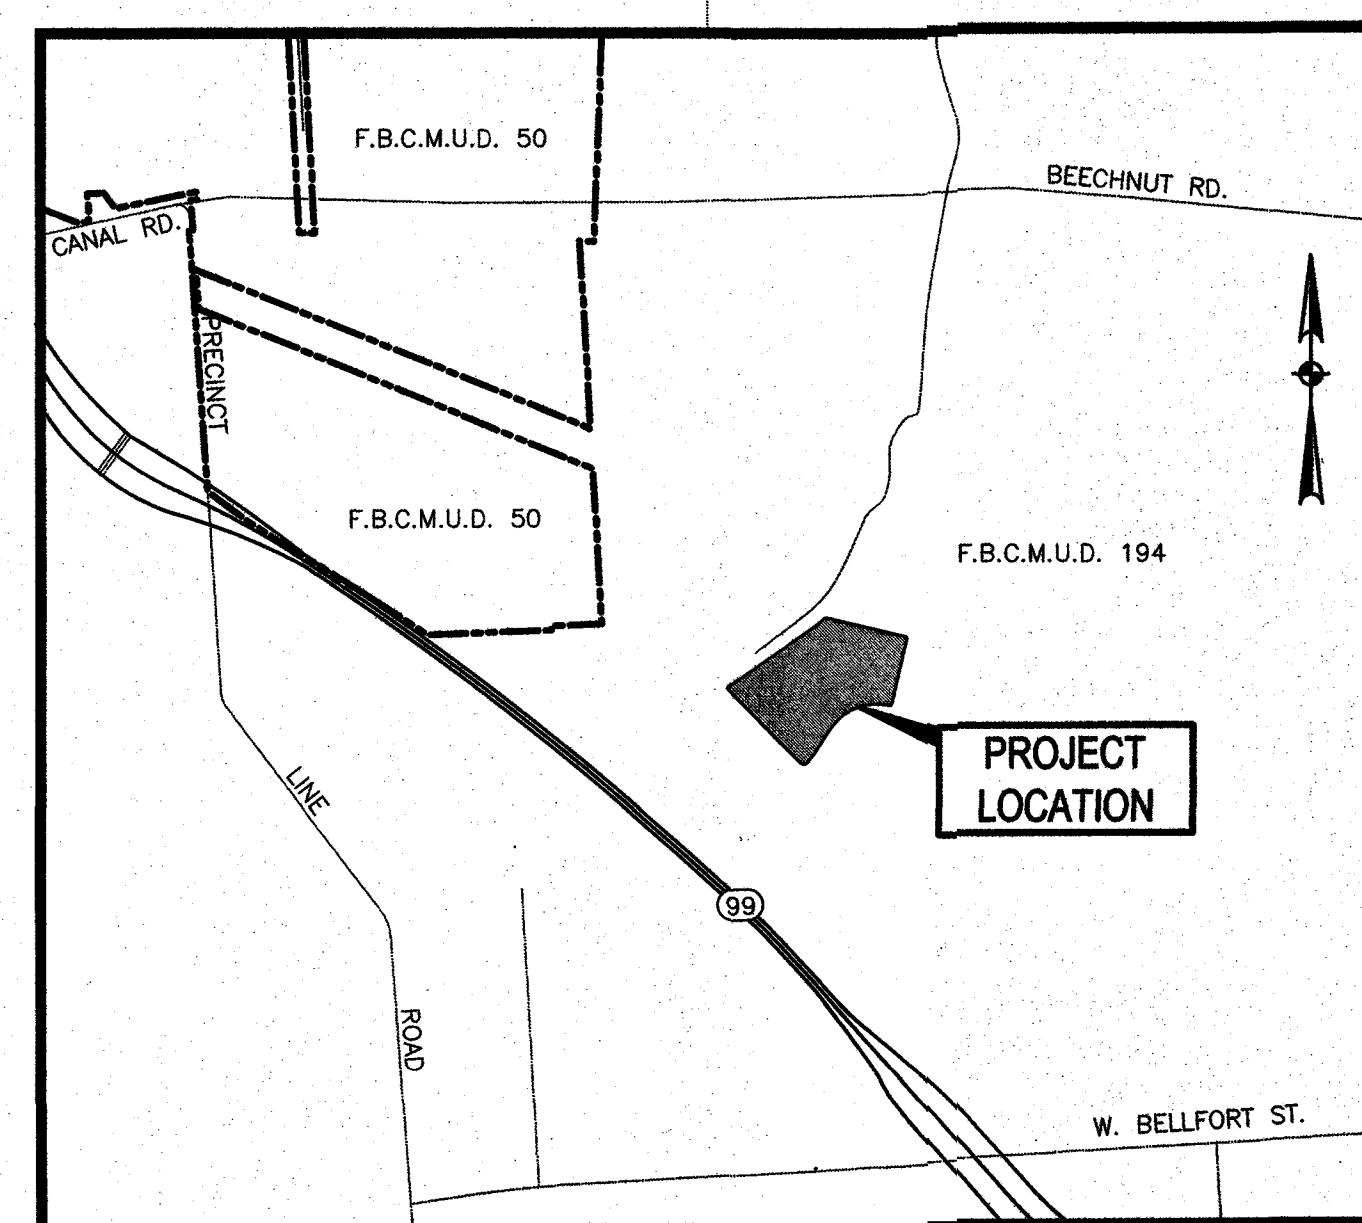 F.B.C.M.U.D. 50
BEECHNUT RD.
CANAL RD.
PRECINCT
F.B.C.M.U.D. 50
F.B.C.M.U.D. 194
PROJECT
LOCATION
LINE
99
ROAD
W. BELLFORT ST.